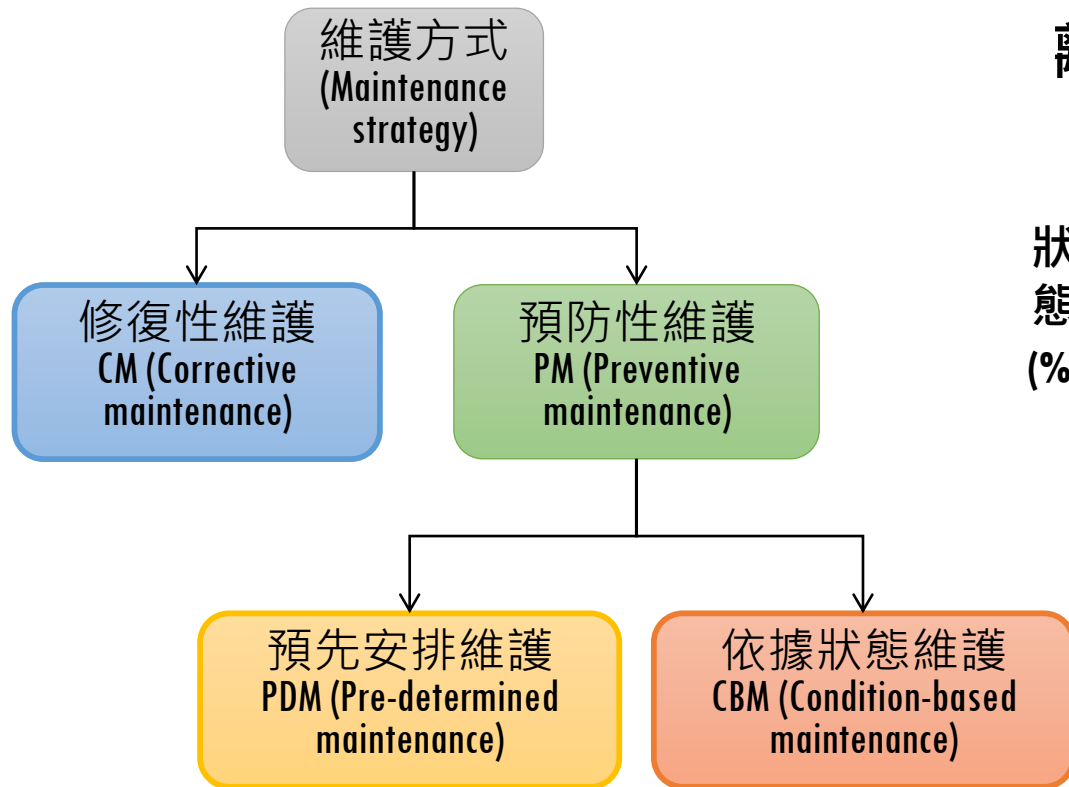 維護方式
(Maintenance
strategy)
修復性維護
CM (Corrective
maintenance)
預防性維護
PM (Preventive
maintenance)
預先安排維護
PDM (Pre-determined
maintenance)
依據狀態維護
CBM (Condition-based
maintenance)
狀
態
(%